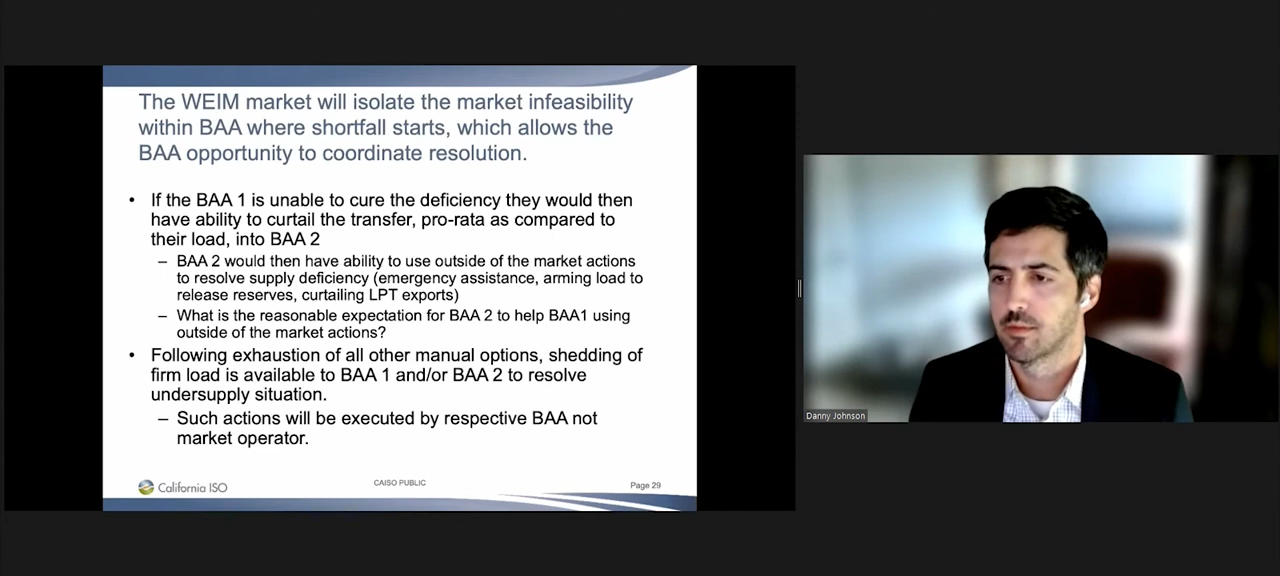 The WEIM market will isolate the market infeasibility
within BAA where shortfall starts, which allows the
BAA opportunity to coordinate resolution.
• If the BAA 1 is unable to cure the deficiency they would then
have ability to curtail the transfer, pro-rata as compared to
their load, into BAA 2
– BAA 2 would then have ability to use outside of the market actions
to resolve supply deficiency (emergency assistance, arming load to
release reserves, curtailing LPT exports)
– What is the reasonable expectation for BAA 2 to help BAA1 using
outside of the market actions?
• Following exhaustion of all other manual options, shedding of
firm load is available to BAA 1 and/or BAA 2 to resolve
undersupply situation.
– Such actions will be executed by respective BAA not
market operator.
California ISO
CAISO PUBLIC
Page 29
Danny Johnson